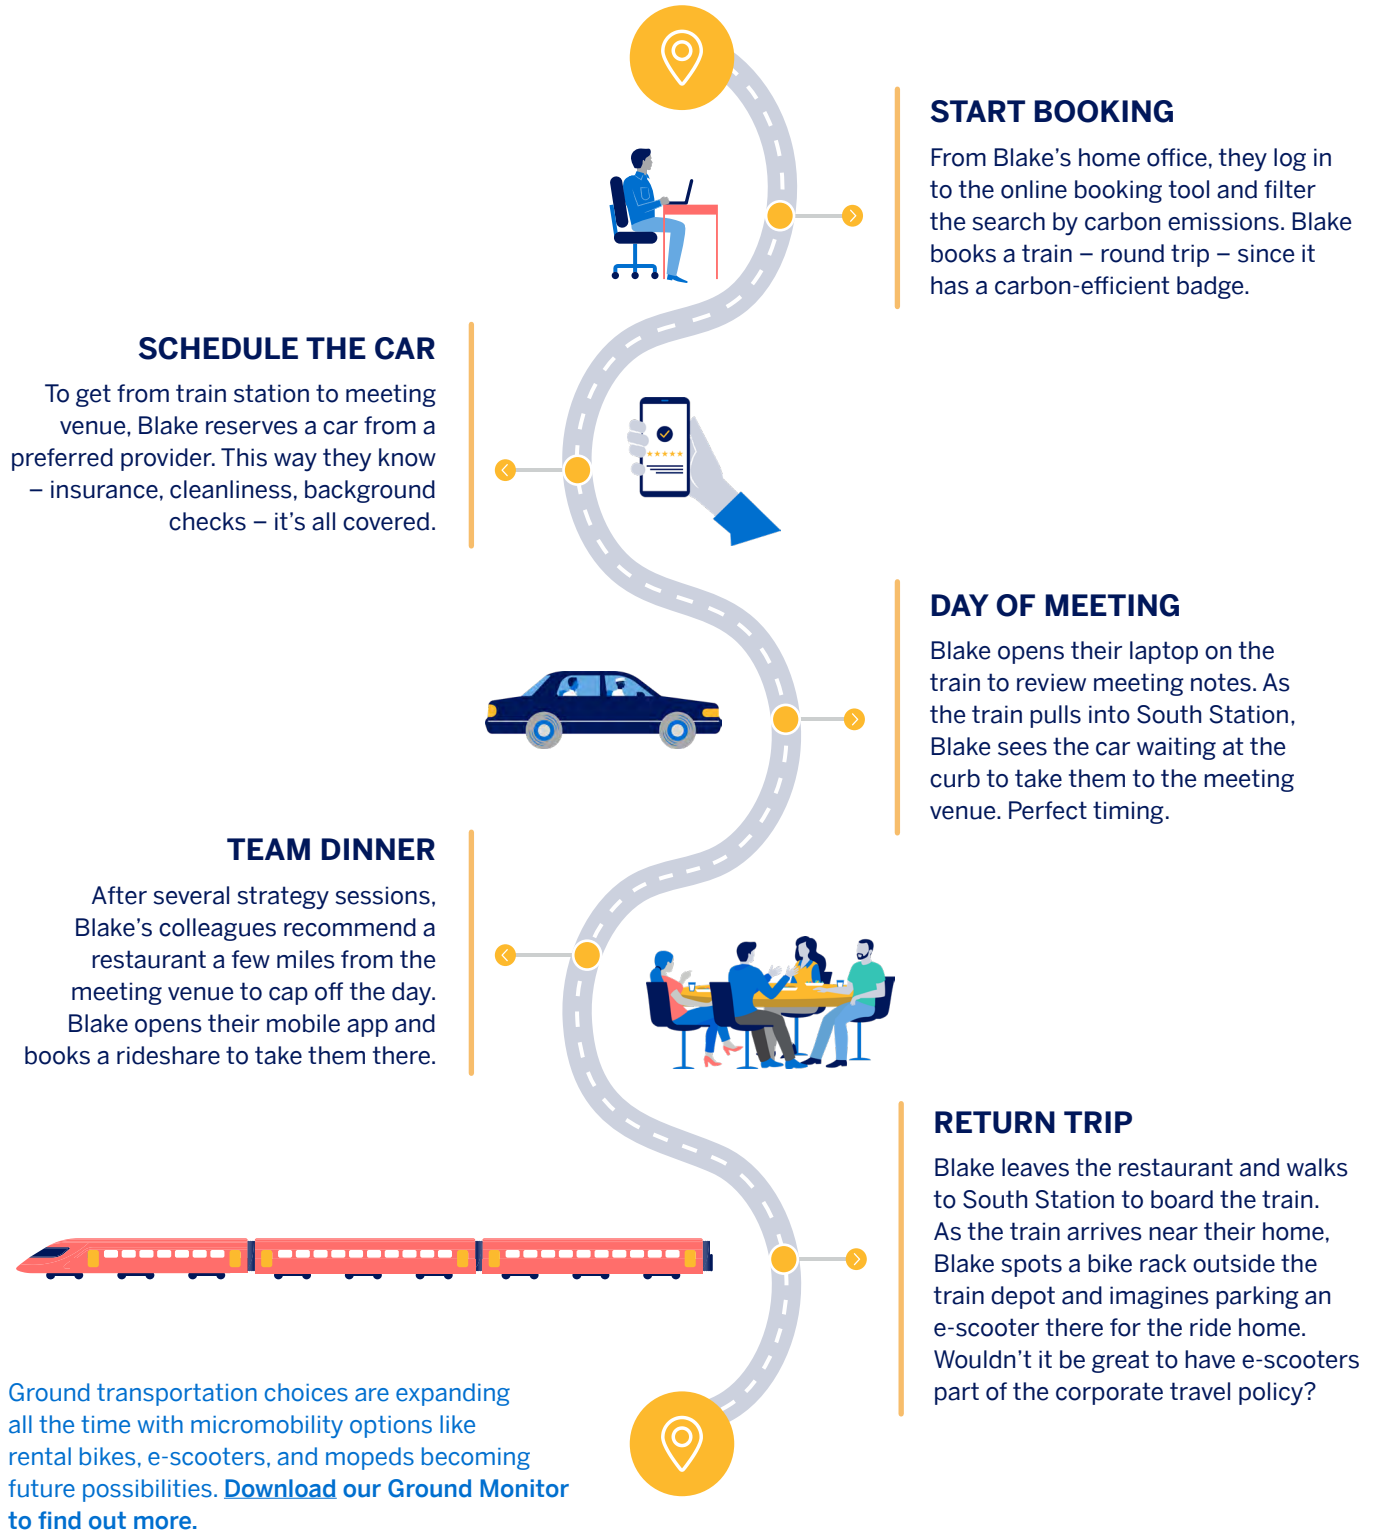 START BOOKING
From Blake’s home office, they log in
to the online booking tool and filter
the search by carbon emissions. Blake
books a train – round trip – since it
has a carbon-efficient badge.
SCHEDULE THE CAR
To get from train station to meeting
venue, Blake reserves a car from a
preferred provider. This way they know
– insurance, cleanliness, background
checks – it’s all covered.
DAY OF MEETING
Blake opens their laptop on the
train to review meeting notes. As
the train pulls into South Station,
Blake sees the car waiting at the
curb to take them to the meeting
venue. Perfect timing.
TEAM DINNER
After several strategy sessions,
Blake’s colleagues recommend a
restaurant a few miles from the
meeting venue to cap off the day.
Blake opens their mobile app and
books a rideshare to take them there.
RETURN TRIP
Blake leaves the restaurant and walks
to South Station to board the train.
As the train arrives near their home,
Blake spots a bike rack outside the
train depot and imagines parking an
e-scooter there for the ride home.
Wouldn’t it be great to have e-scooters
part of the corporate travel policy?
Ground transportation choices are expanding
all the time with micromobility options like
rental bikes, e-scooters, and mopeds becoming
future possibilities. Download our Ground Monitor
to find out more.